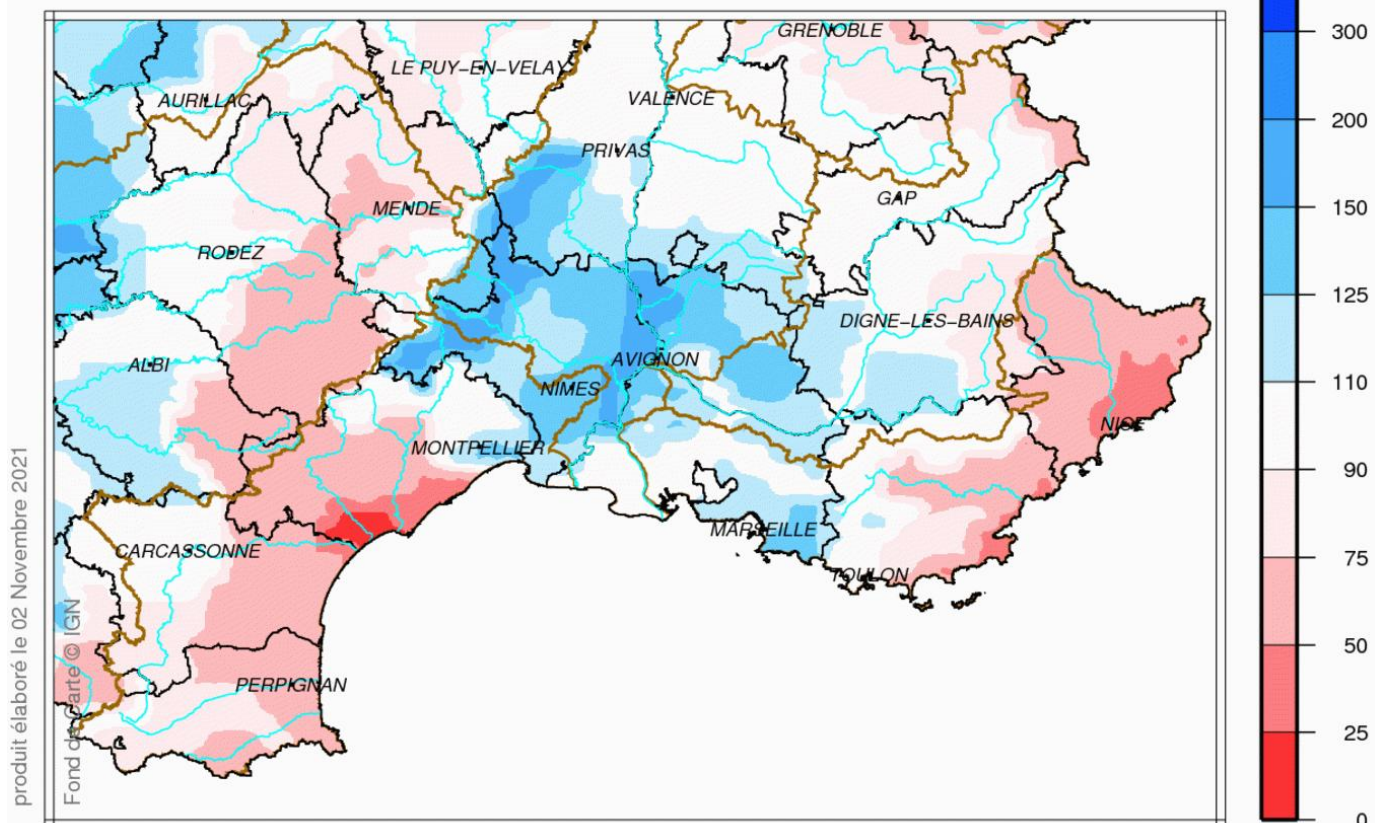 GRENOBLE
LE PUY-EN-VELAY
AURILLAC
VALENCE
PRIVAS
GAP
MENDE
RODEZ
DIGNE-LES-BAINS
AVIGNON
ALBI
NIMES
NICE
MONTPELLIER
MARSEILLE
CARCASSONNE
TOULON
PERPIGNAN
produit élaboré le 02 Novembre 2021
Fond de carte © IGN
300
200
150
125
110
90
75
50
25
0